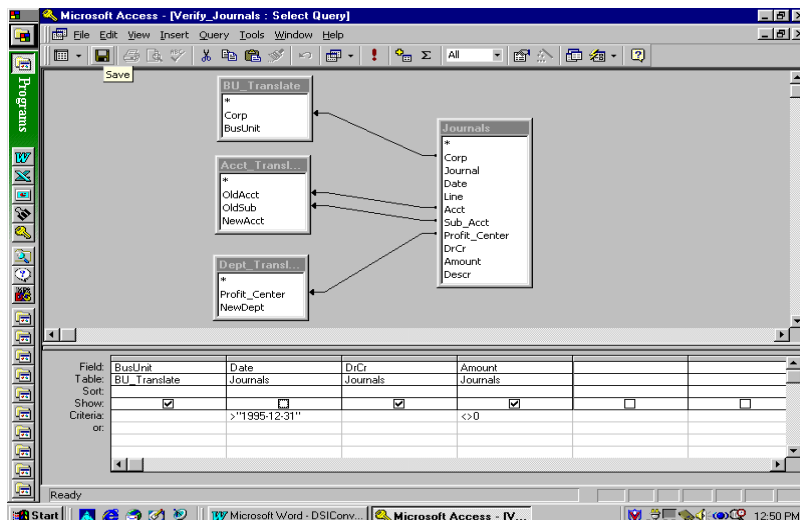 Microsoft Access - [Verify_Journals : Select Query]
File Edit View Insert Query Tools Window Help
All
Save
Programs
BU_Translate
*
Corp
BusUnit
Acct_Transl...
*
OldAcct
OldSub
NewAcct
Dept_Transl...
*
Profit_Center
NewDept
Journals
*
Corp
Journal
Date
Line
Acct
Sub_Acct
Profit_Center
DrCr
Amount
Descr
Field: BusUnit Date DrCr Amount
Table: BU_Translate Journals Journals Journals
Sort:
Show:
Criteria: >"1995-12-31" <>0
or:
Ready
Start Microsoft Word - DSIConv... Microsoft Access - [V... 12:50 PM